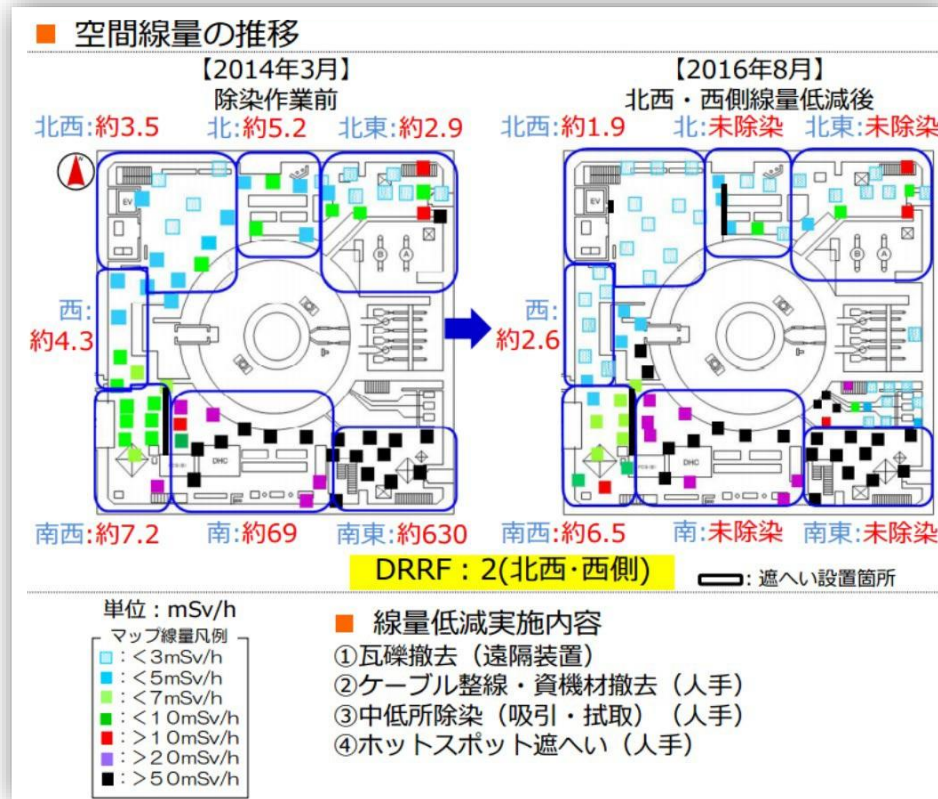 ■ 空間線量の推移
【2014年3月】
除染作業前
【2016年8月】
北西・西側線量低減後
北西:約3.5 北:約5.2 北東:約2.9
北西:約1.9 北:未除染 北東:未除染
N
EV
B A
EV
B A
西:
約4.3
西:
約2.6
DHC
DHC
南西:約7.2 南:約69 南東:約630
南西:約6.5 南:未除染 南東:未除染
DRRF：2(北西･西側)
: 遮へい設置箇所
単位：mSv/h
マップ線量凡例
：＜3mSv/h
：＜5mSv/h
：＜7mSv/h
：＜10mSv/h
：＞10mSv/h
：＞20mSv/h
：＞50mSv/h
■ 線量低減実施内容
①瓦礫撤去（遠隔装置）
②ケーブル整線・資機材撤去（人手）
③中低所除染（吸引・拭取）（人手）
④ホットスポット遮へい（人手）